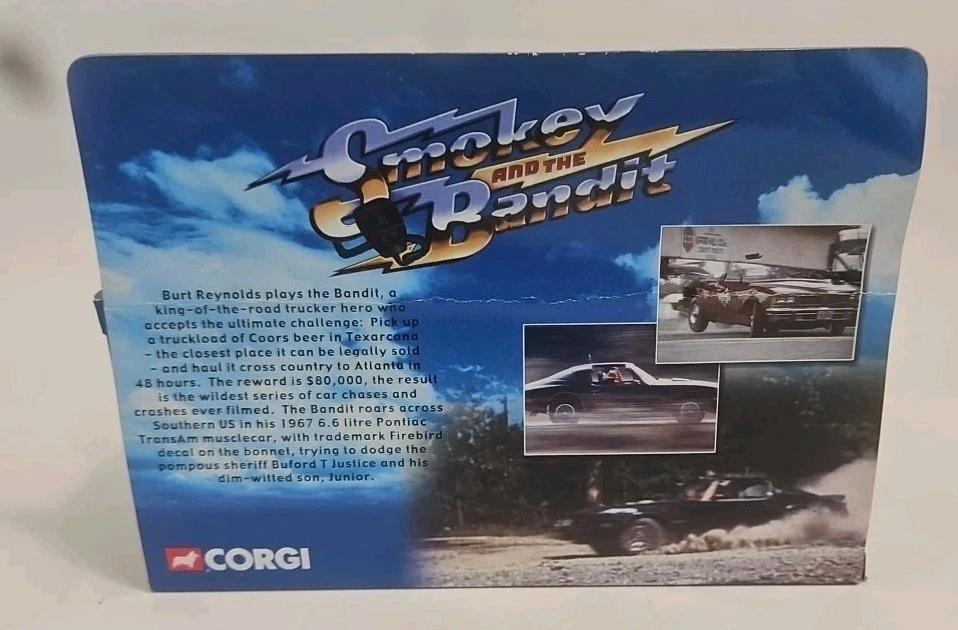 Smokey
AND THE
Bandit
Burt Reynolds plays the Bandit, a
king-of-the-road trucker hero who
accepts the ultimate challenge: Pick up
a truckload of Coors beer in Texarcana
– the closest place it can be legally sold
– and haul it cross country to Atlanta in
48 hours. The reward is $80,000, the result
is the wildest series of car chases and
crashes ever filmed. The Bandit roars across
Southern US in his 1967 6.6 litre Pontiac
TransAm musclecar, with trademark Firebird
decal on the bonnet, trying to dodge the
pompous sheriff Buford T Justice and his
dim-witted son, Junior.
CORGI